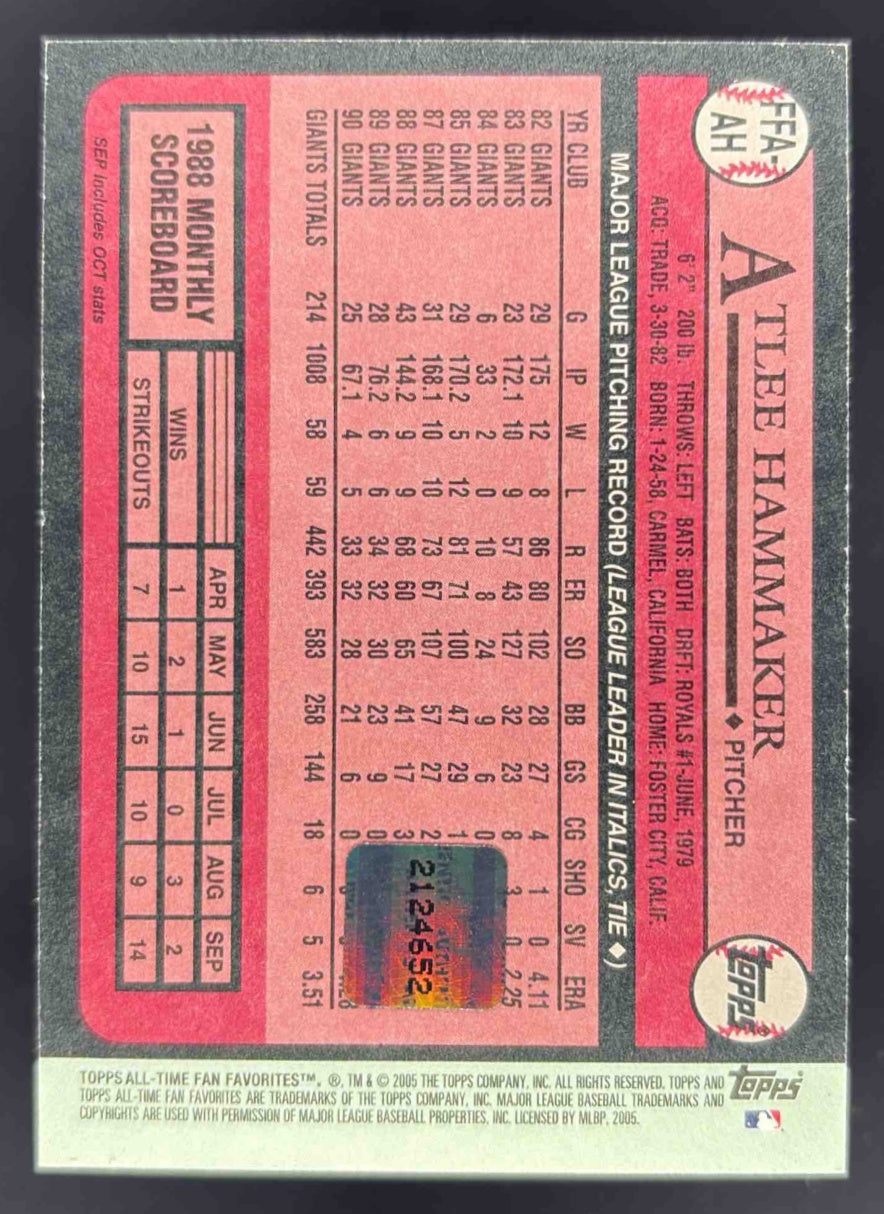 FFA-
AH
ATLEE HAMMAKER ◆ PITCHER
Topps®
6' 2" 200 lb. THROWS: LEFT BATS: BOTH DRFT: ROYALS #1-JUNE, 1979
ACQ: TRADE, 3-30-82 BORN: 1-24-58, CARMEL, CALIFORNIA HOME: FOSTER CITY, CALIF.
MAJOR LEAGUE PITCHING RECORD (LEAGUE LEADER IN ITALICS, TIE ◆)
YR CLUB G IP W L R ER SO BB GS CG SHO SV ERA
82 GIANTS 29 175 12 8 86 80 102 28 27 4 1 0 4.11
83 GIANTS 23 172.1 10 9 57 43 127 32 23 8 3 0 2.25
84 GIANTS 6 33 2 0 10 8 24 9 6 0
85 GIANTS 29 170.2 5 12 81 71 100 47 29 1
87 GIANTS 31 168.1 10 10 73 67 107 57 27 2
88 GIANTS 43 144.2 9 9 68 60 65 41 17 3
89 GIANTS 28 76.2 6 6 34 32 30 23 9 0
90 GIANTS 25 67.1 4 5 33 32 28 21 6 0
2124652
GIANTS TOTALS 214 1008 58 59 442 393 583 258 144 18 6 5 3.51
1988 MONTHLY
SCOREBOARD
APR MAY JUN JUL AUG SEP
WINS 1 2 1 0 3 2
STRIKEOUTS 7 10 15 10 9 14
SEP Includes OCT stats
Topps®
TOPPS ALL-TIME FAN FAVORITES™. ®, TM & © 2005 THE TOPPS COMPANY, INC. ALL RIGHTS RESERVED. TOPPS AND
TOPPS ALL-TIME FAN FAVORITES ARE TRADEMARKS OF THE TOPPS COMPANY, INC. MAJOR LEAGUE BASEBALL TRADEMARKS AND
COPYRIGHTS ARE USED WITH PERMISSION OF MAJOR LEAGUE BASEBALL PROPERTIES, INC. LICENSED BY MLBP, 2005.